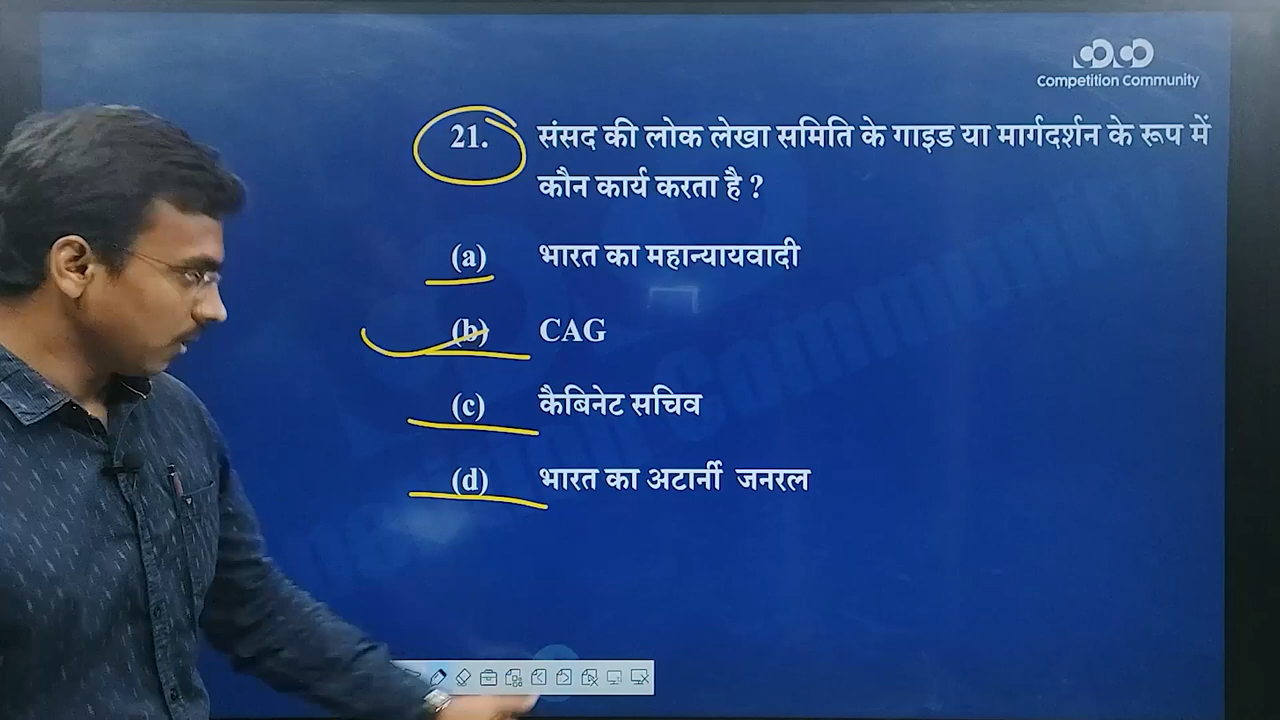 Competition Community
21. संसद की लोक लेखा समिति के गाइड या मार्गदर्शन के रूप में
कौन कार्य करता है ?
(a) भारत का महान्यायवादी
(b) CAG
(c) कैबिनेट सचिव
(d) भारत का अटार्नी जनरल